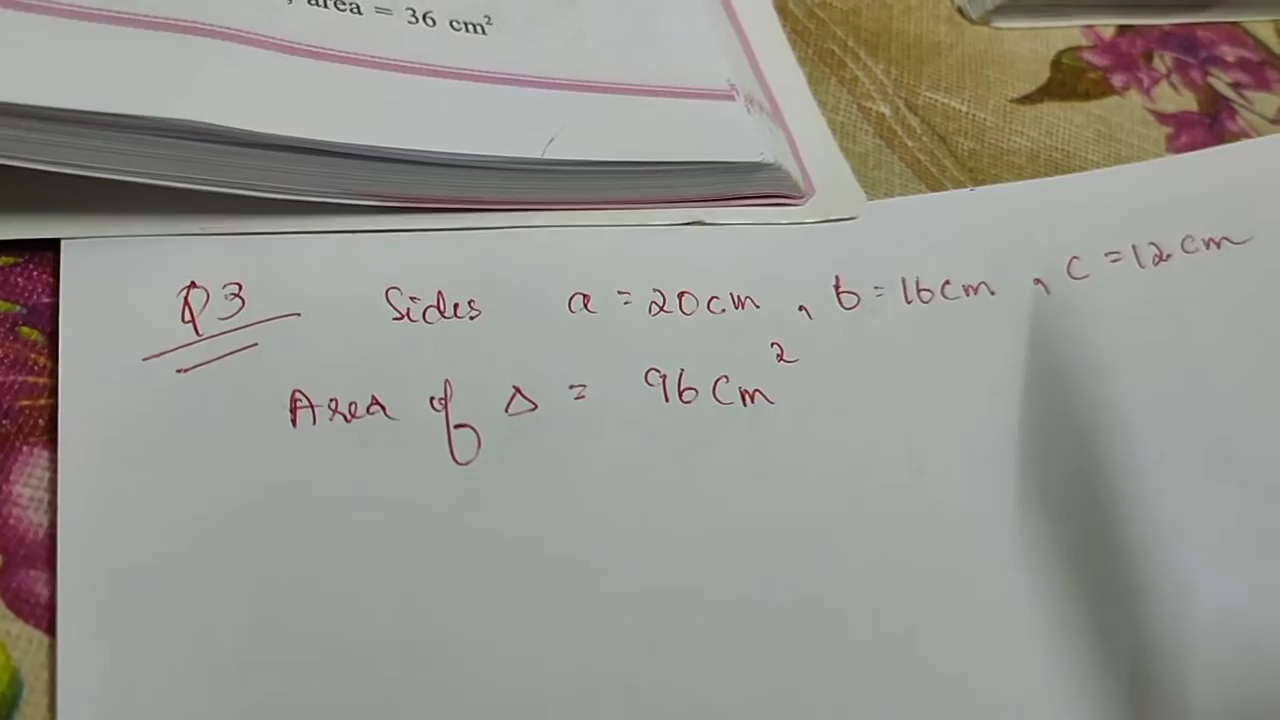 area = 36 cm²
Q3 Sides a = 20cm , b = 16cm , c = 12cm
Area of △ = 96 cm²